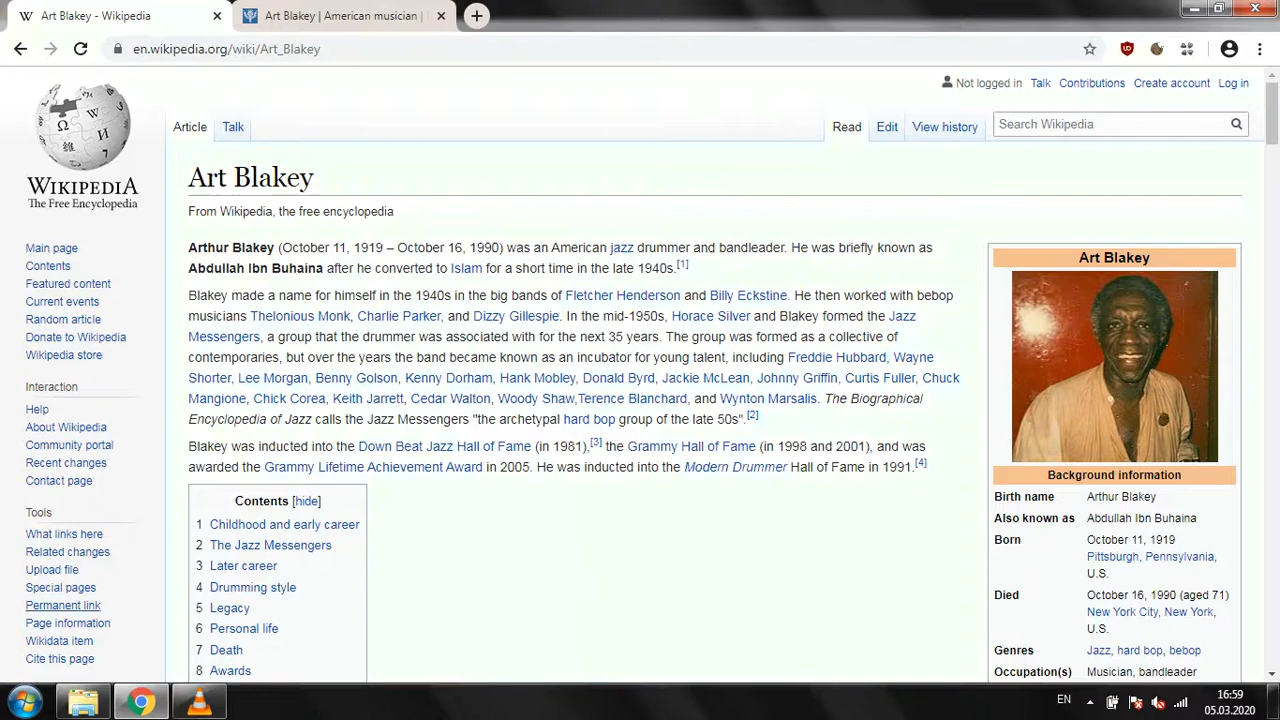 Art Blakey - Wikipedia
Art Blakey | American musician |
en.wikipedia.org/wiki/Art_Blakey
Not logged in Talk Contributions Create account Log in
Article Talk Read Edit View history Search Wikipedia
WIKIPEDIA
The Free Encyclopedia
Main page
Contents
Featured content
Current events
Random article
Donate to Wikipedia
Wikipedia store
Interaction
Help
About Wikipedia
Community portal
Recent changes
Contact page
Tools
What links here
Related changes
Upload file
Special pages
Permanent link
Page information
Wikidata item
Cite this page
Art Blakey
From Wikipedia, the free encyclopedia
Arthur Blakey (October 11, 1919 – October 16, 1990) was an American jazz drummer and bandleader. He was briefly known as
Abdullah Ibn Buhaina after he converted to Islam for a short time in the late 1940s.[1]
Blakey made a name for himself in the 1940s in the big bands of Fletcher Henderson and Billy Eckstine. He then worked with bebop
musicians Thelonious Monk, Charlie Parker, and Dizzy Gillespie. In the mid-1950s, Horace Silver and Blakey formed the Jazz
Messengers, a group that the drummer was associated with for the next 35 years. The group was formed as a collective of
contemporaries, but over the years the band became known as an incubator for young talent, including Freddie Hubbard, Wayne
Shorter, Lee Morgan, Benny Golson, Kenny Dorham, Hank Mobley, Donald Byrd, Jackie McLean, Johnny Griffin, Curtis Fuller, Chuck
Mangione, Chick Corea, Keith Jarrett, Cedar Walton, Woody Shaw,Terence Blanchard, and Wynton Marsalis. The Biographical
Encyclopedia of Jazz calls the Jazz Messengers "the archetypal hard bop group of the late 50s".[2]
Blakey was inducted into the Down Beat Jazz Hall of Fame (in 1981),[3] the Grammy Hall of Fame (in 1998 and 2001), and was
awarded the Grammy Lifetime Achievement Award in 2005. He was inducted into the Modern Drummer Hall of Fame in 1991.[4]
Contents [hide]
1 Childhood and early career
2 The Jazz Messengers
3 Later career
4 Drumming style
5 Legacy
6 Personal life
7 Death
8 Awards
Art Blakey
Background information
Birth name Arthur Blakey
Also known as Abdullah Ibn Buhaina
Born October 11, 1919
Pittsburgh, Pennsylvania,
U.S.
Died October 16, 1990 (aged 71)
New York City, New York,
U.S.
Genres Jazz, hard bop, bebop
Occupation(s) Musician, bandleader
EN
16:59
05.03.2020